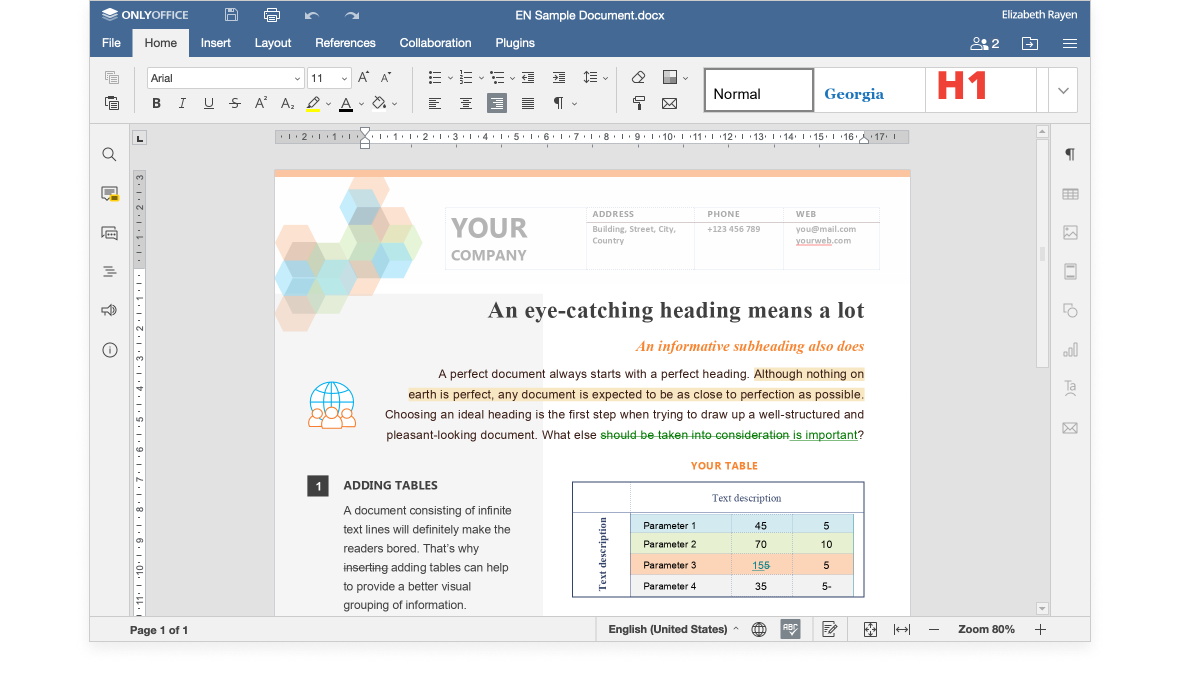 ONLYOFFICE
EN Sample Document.docx
Elizabeth Rayen
File Home Insert Layout References Collaboration Plugins
2
Arial 11
Normal Georgia H1
B I U S A² A₂ A
2 1 1 2 3 4 5 6 7 8 9 10 11 12 13 14 15 16 17
YOUR
COMPANY
ADDRESS PHONE WEB
Building, Street, City, +123 456 789 you@mail.com
Country yourweb.com
An eye-catching heading means a lot
An informative subheading also does
A perfect document always starts with a perfect heading. Although nothing on
earth is perfect, any document is expected to be as close to perfection as possible.
Choosing an ideal heading is the first step when trying to draw up a well-structured and
pleasant-looking document. What else should be taken into consideration is important?
1 ADDING TABLES
A document consisting of infinite
text lines will definitely make the
readers bored. That’s why
inserting adding tables can help
to provide a better visual
grouping of information.
YOUR TABLE
Text description
Text description
Parameter 1 45 5
Parameter 2 70 10
Parameter 3 155 5
Parameter 4 35 5-
Page 1 of 1
English (United States)
ABC
Zoom 80%